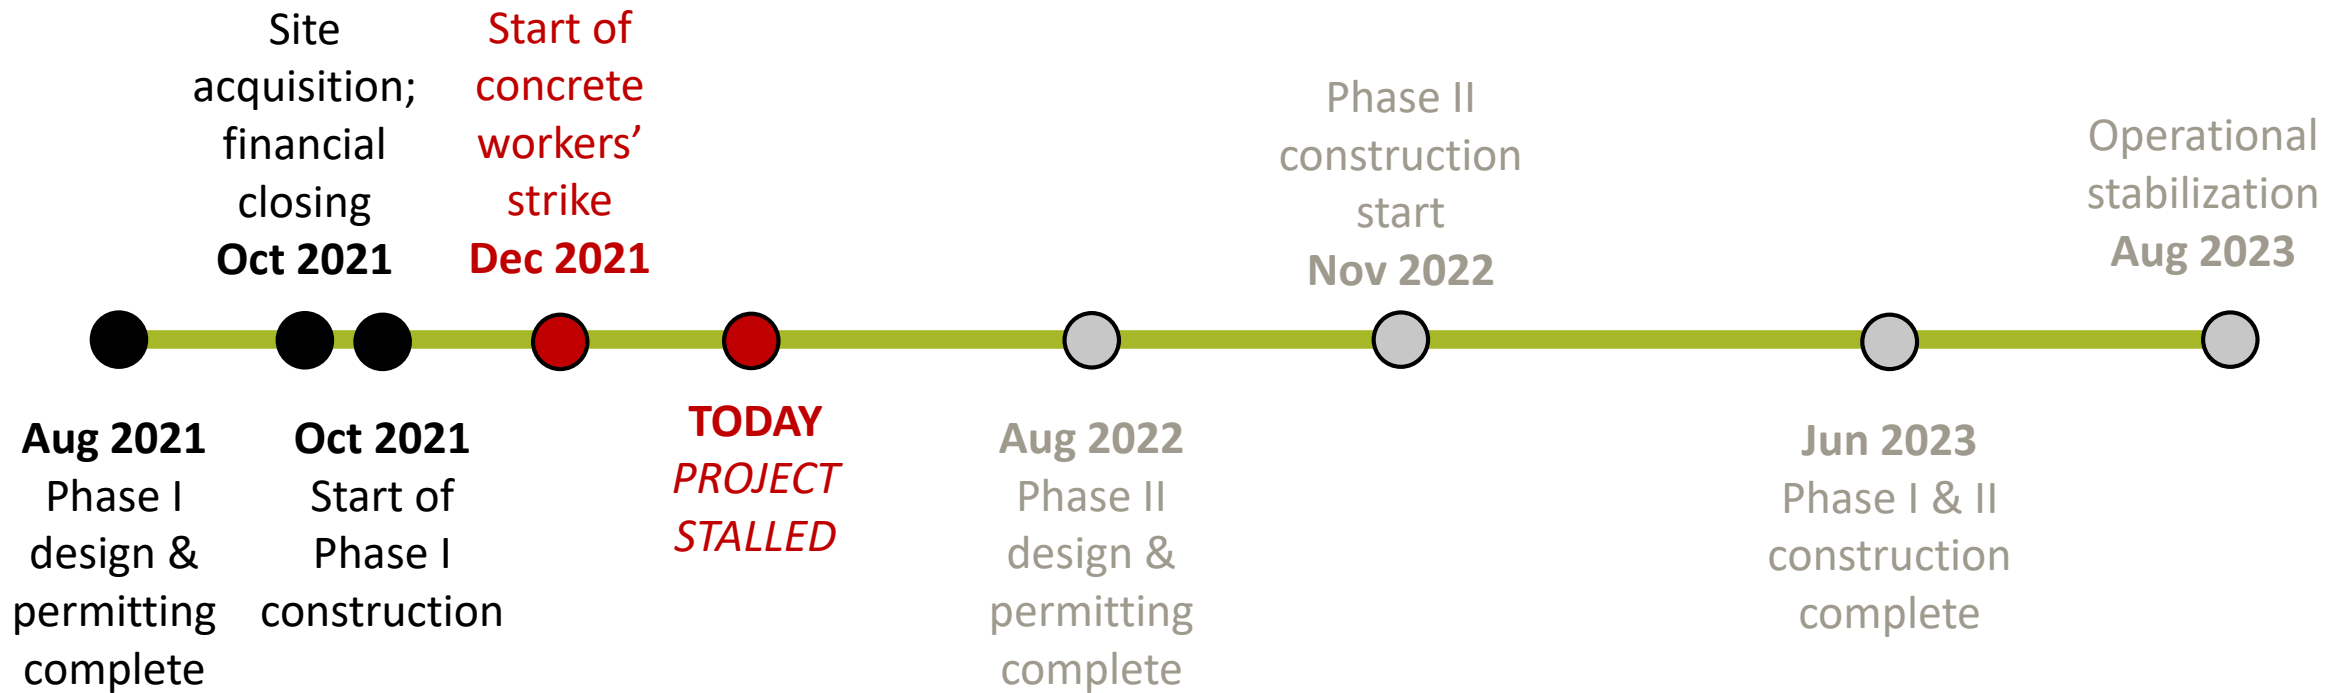 Site
acquisition;
financial
closing
Oct 2021
Start of
concrete
workers’
strike
Dec 2021
Phase II
construction
start
Nov 2022
Operational
stabilization
Aug 2023
Aug 2021
Phase I
design &
permitting
complete
Oct 2021
Start of
Phase I
construction
TODAY
PROJECT
STALLED
Aug 2022
Phase II
design &
permitting
complete
Jun 2023
Phase I & II
construction
complete